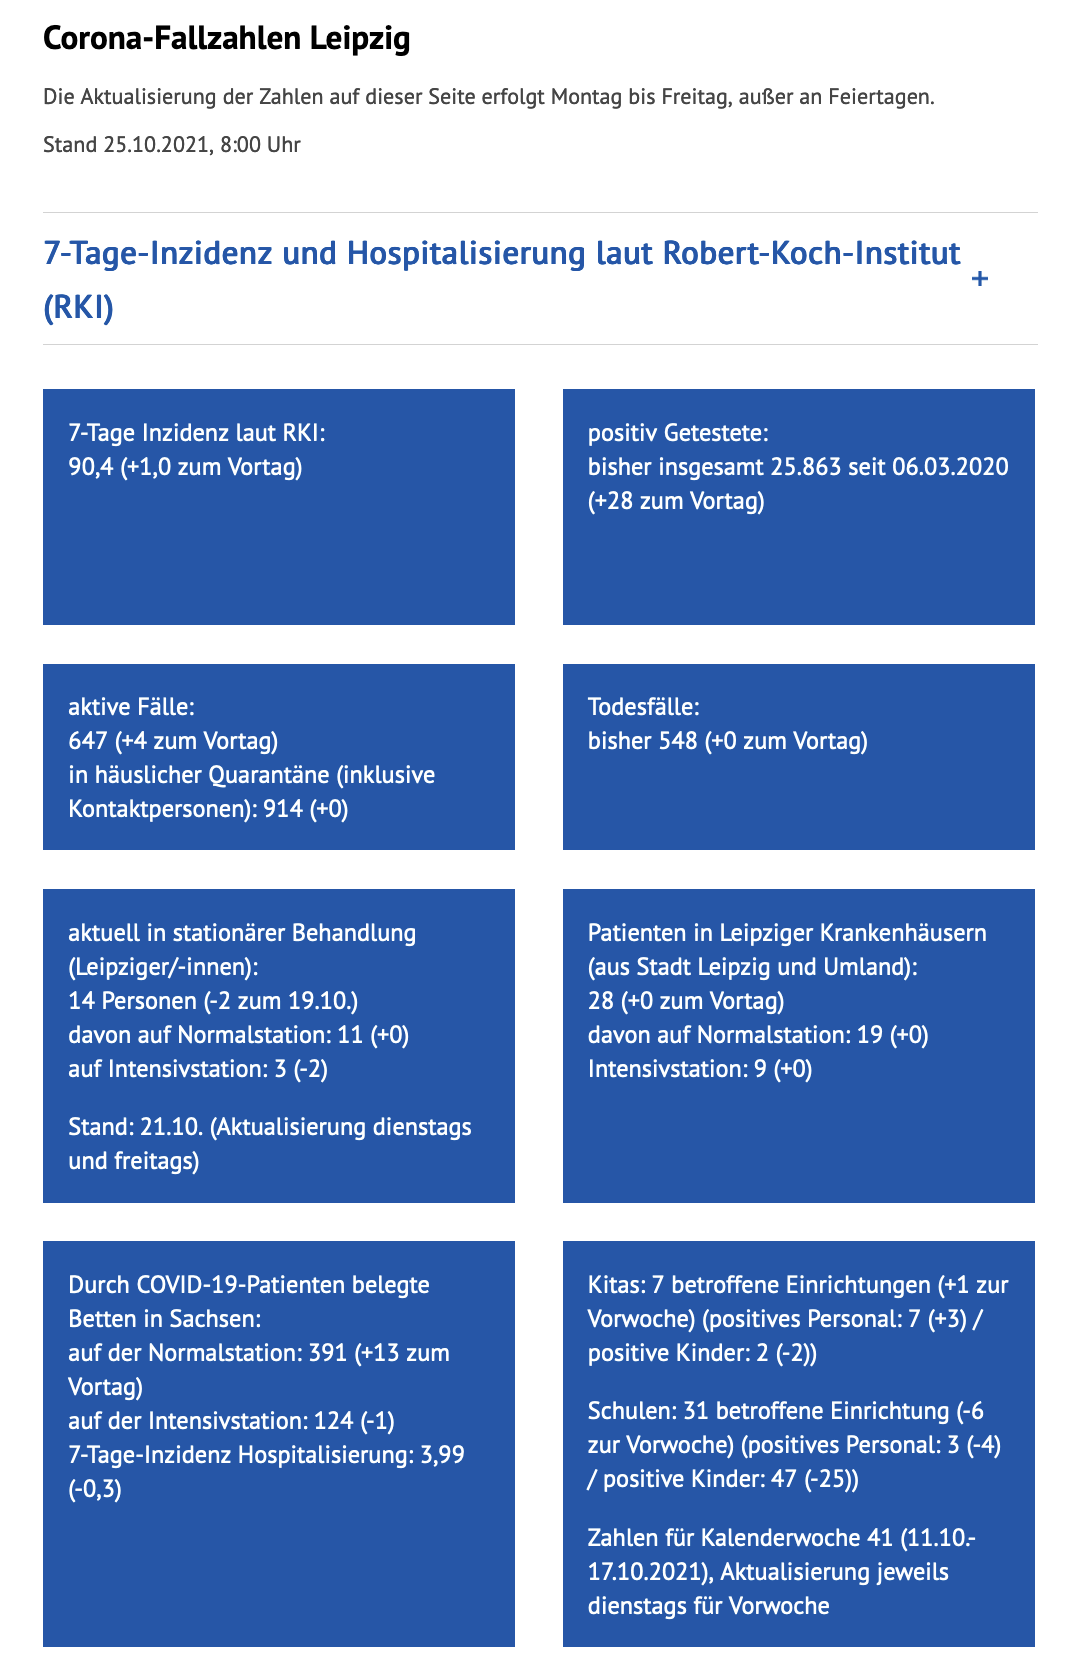 Corona-Fallzahlen Leipzig
Die Aktualisierung der Zahlen auf dieser Seite erfolgt Montag bis Freitag, außer an Feiertagen.
Stand 25.10.2021, 8:00 Uhr
7-Tage-Inzidenz und Hospitalisierung laut Robert-Koch-Institut
(RKI)
+
7-Tage Inzidenz laut RKI:
90,4 (+1,0 zum Vortag)
positiv Getestete:
bisher insgesamt 25.863 seit 06.03.2020
(+28 zum Vortag)
aktive Fälle:
647 (+4 zum Vortag)
in häuslicher Quarantäne (inklusive
Kontaktpersonen): 914 (+0)
Todesfälle:
bisher 548 (+0 zum Vortag)
aktuell in stationärer Behandlung
(Leipziger/-innen):
14 Personen (-2 zum 19.10.)
davon auf Normalstation: 11 (+0)
auf Intensivstation: 3 (-2)
Stand: 21.10. (Aktualisierung dienstags
und freitags)
Patienten in Leipziger Krankenhäusern
(aus Stadt Leipzig und Umland):
28 (+0 zum Vortag)
davon auf Normalstation: 19 (+0)
Intensivstation: 9 (+0)
Durch COVID-19-Patienten belegte
Betten in Sachsen:
auf der Normalstation: 391 (+13 zum
Vortag)
auf der Intensivstation: 124 (-1)
7-Tage-Inzidenz Hospitalisierung: 3,99
(-0,3)
Kitas: 7 betroffene Einrichtungen (+1 zur
Vorwoche) (positives Personal: 7 (+3) /
positive Kinder: 2 (-2))
Schulen: 31 betroffene Einrichtung (-6
zur Vorwoche) (positives Personal: 3 (-4)
/ positive Kinder: 47 (-25))
Zahlen für Kalenderwoche 41 (11.10.-
17.10.2021), Aktualisierung jeweils
dienstags für Vorwoche